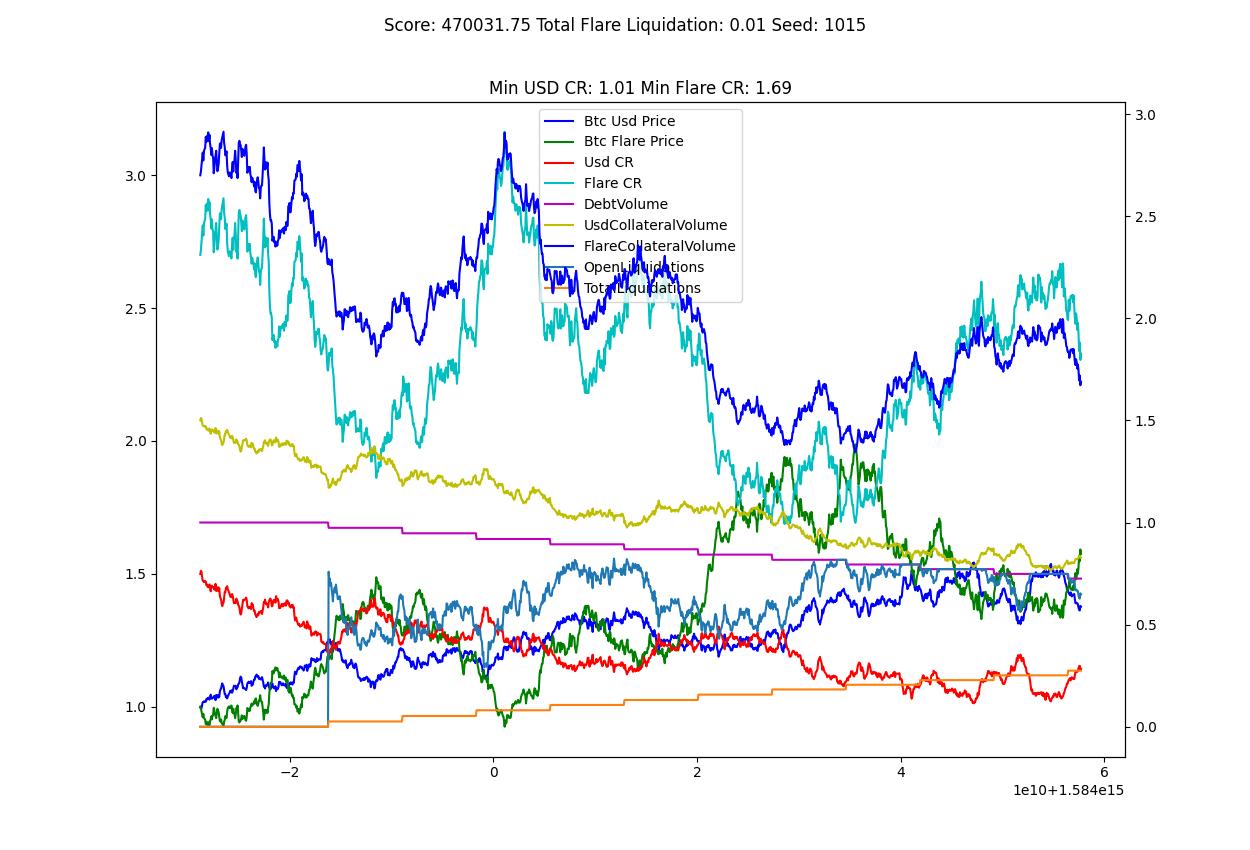 Score: 470031.75 Total Flare Liquidation: 0.01 Seed: 1015
Min USD CR: 1.01 Min Flare CR: 1.69
Btc Usd Price
Btc Flare Price
Usd CR
Flare CR
DebtVolume
UsdCollateralVolume
FlareCollateralVolume
OpenLiquidations
TotalLiquidations
3.0
2.5
2.0
1.5
1.0
3.0
2.5
2.0
1.5
1.0
0.5
0.0
−2
0
2
4
6
1e10+1.584e15